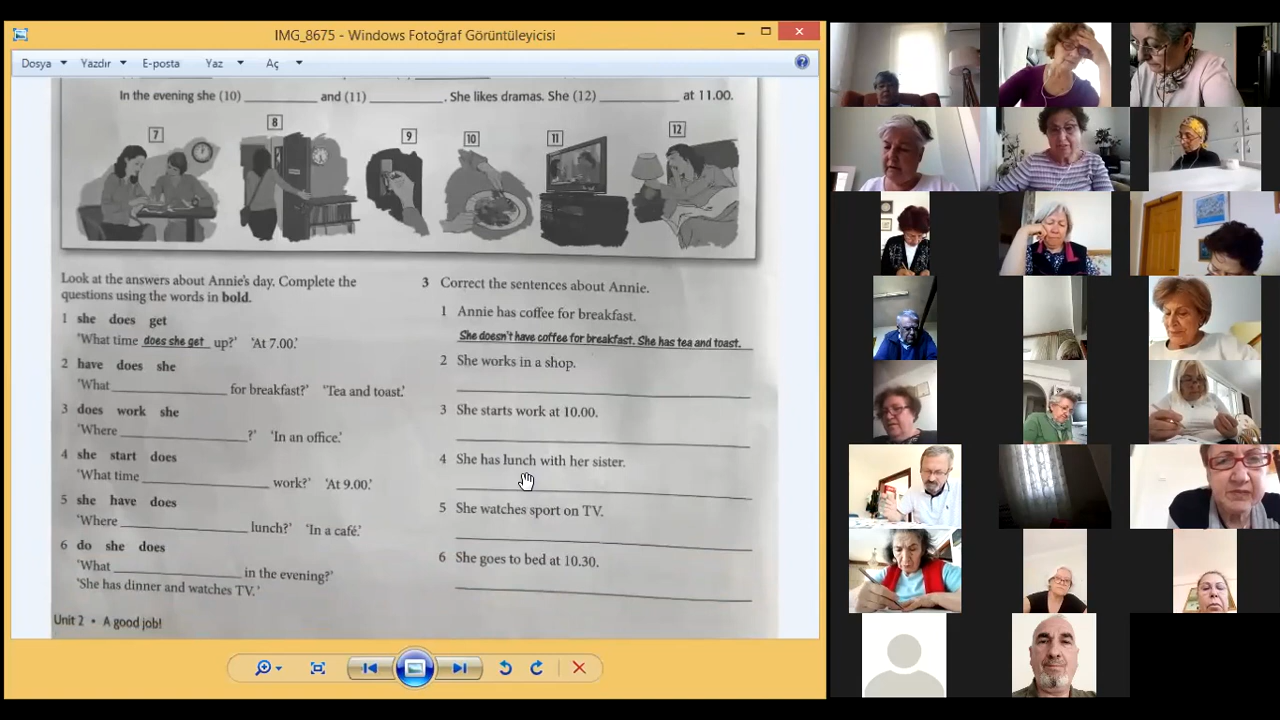 IMG_8675 - Windows Fotoğraf Görüntüleyicisi
Dosya Yazdır E-posta Yaz Aç
In the evening she (10) __________ and (11) __________. She likes dramas. She (12) __________ at 11.00.
7 8 9 10 11 12
Look at the answers about Annie's day. Complete the
questions using the words in bold.
1 she does get
'What time does she get up?' 'At 7.00.'
2 have does she
'What __________ for breakfast?' 'Tea and toast.'
3 does work she
'Where __________?' 'In an office.'
4 she start does
'What time __________ work?' 'At 9.00.'
5 she have does
'Where __________ lunch?' 'In a café.'
6 do she does
'What __________ in the evening?'
'She has dinner and watches TV.'
Unit 2 • A good job!
3 Correct the sentences about Annie.
1 Annie has coffee for breakfast.
She doesn't have coffee for breakfast. She has tea and toast.
2 She works in a shop.
3 She starts work at 10.00.
4 She has lunch with her sister.
5 She watches sport on TV.
6 She goes to bed at 10.30.